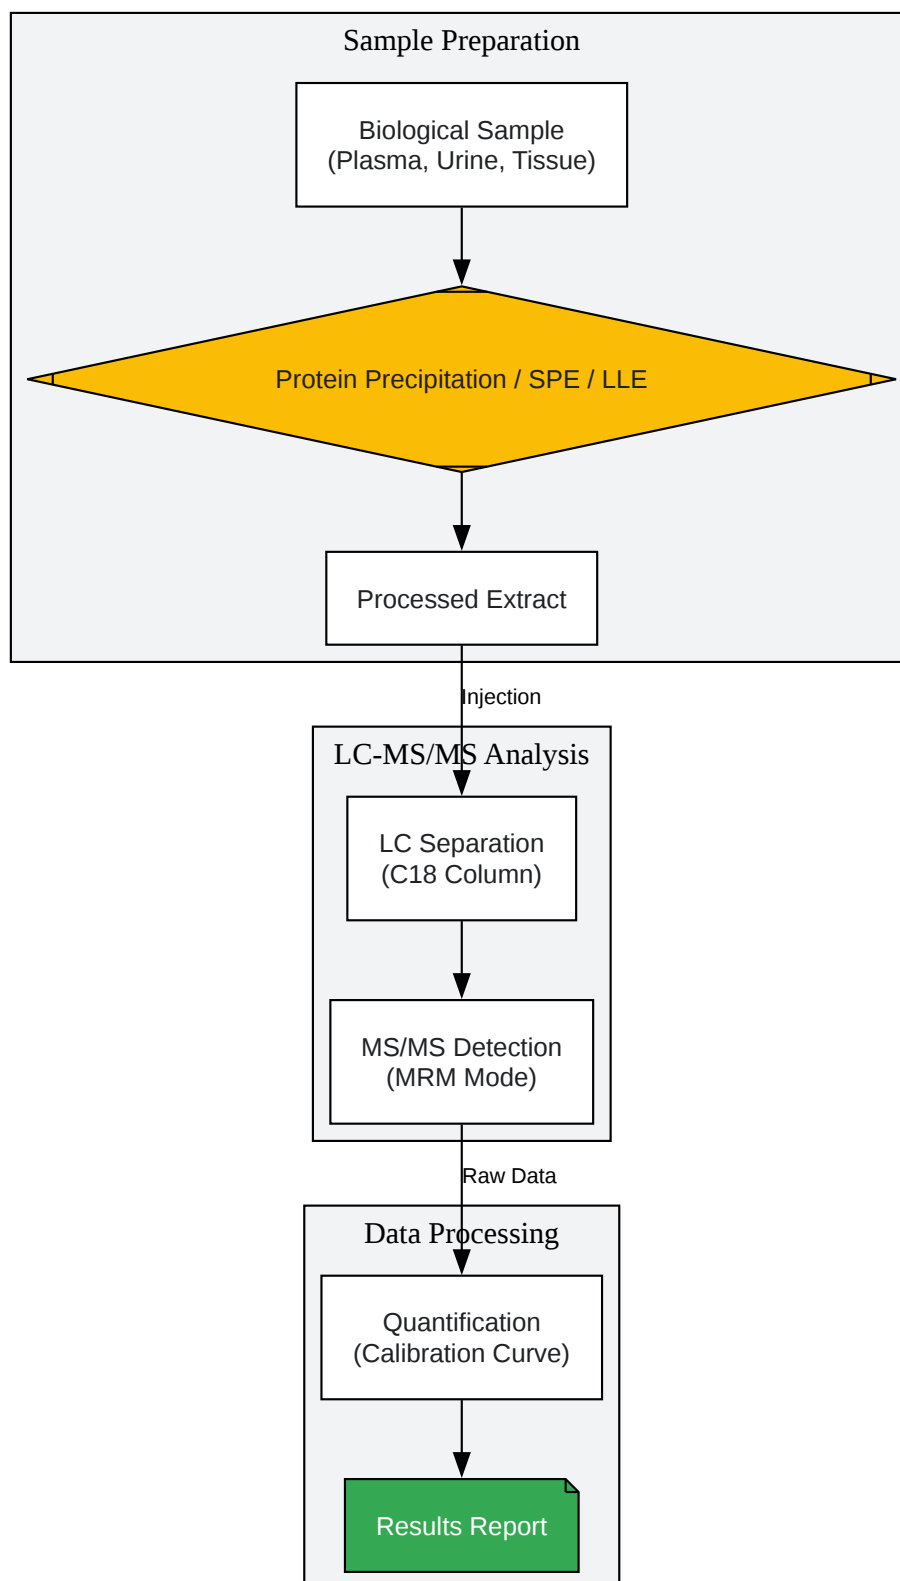 Sample Preparation
Biological Sample
(Plasma, Urine, Tissue)
Protein Precipitation / SPE / LLE
Processed Extract
Injection
LC-MS/MS Analysis
LC Separation
(C18 Column)
MS/MS Detection
(MRM Mode)
Raw Data
Data Processing
Quantification
(Calibration Curve)
Results Report